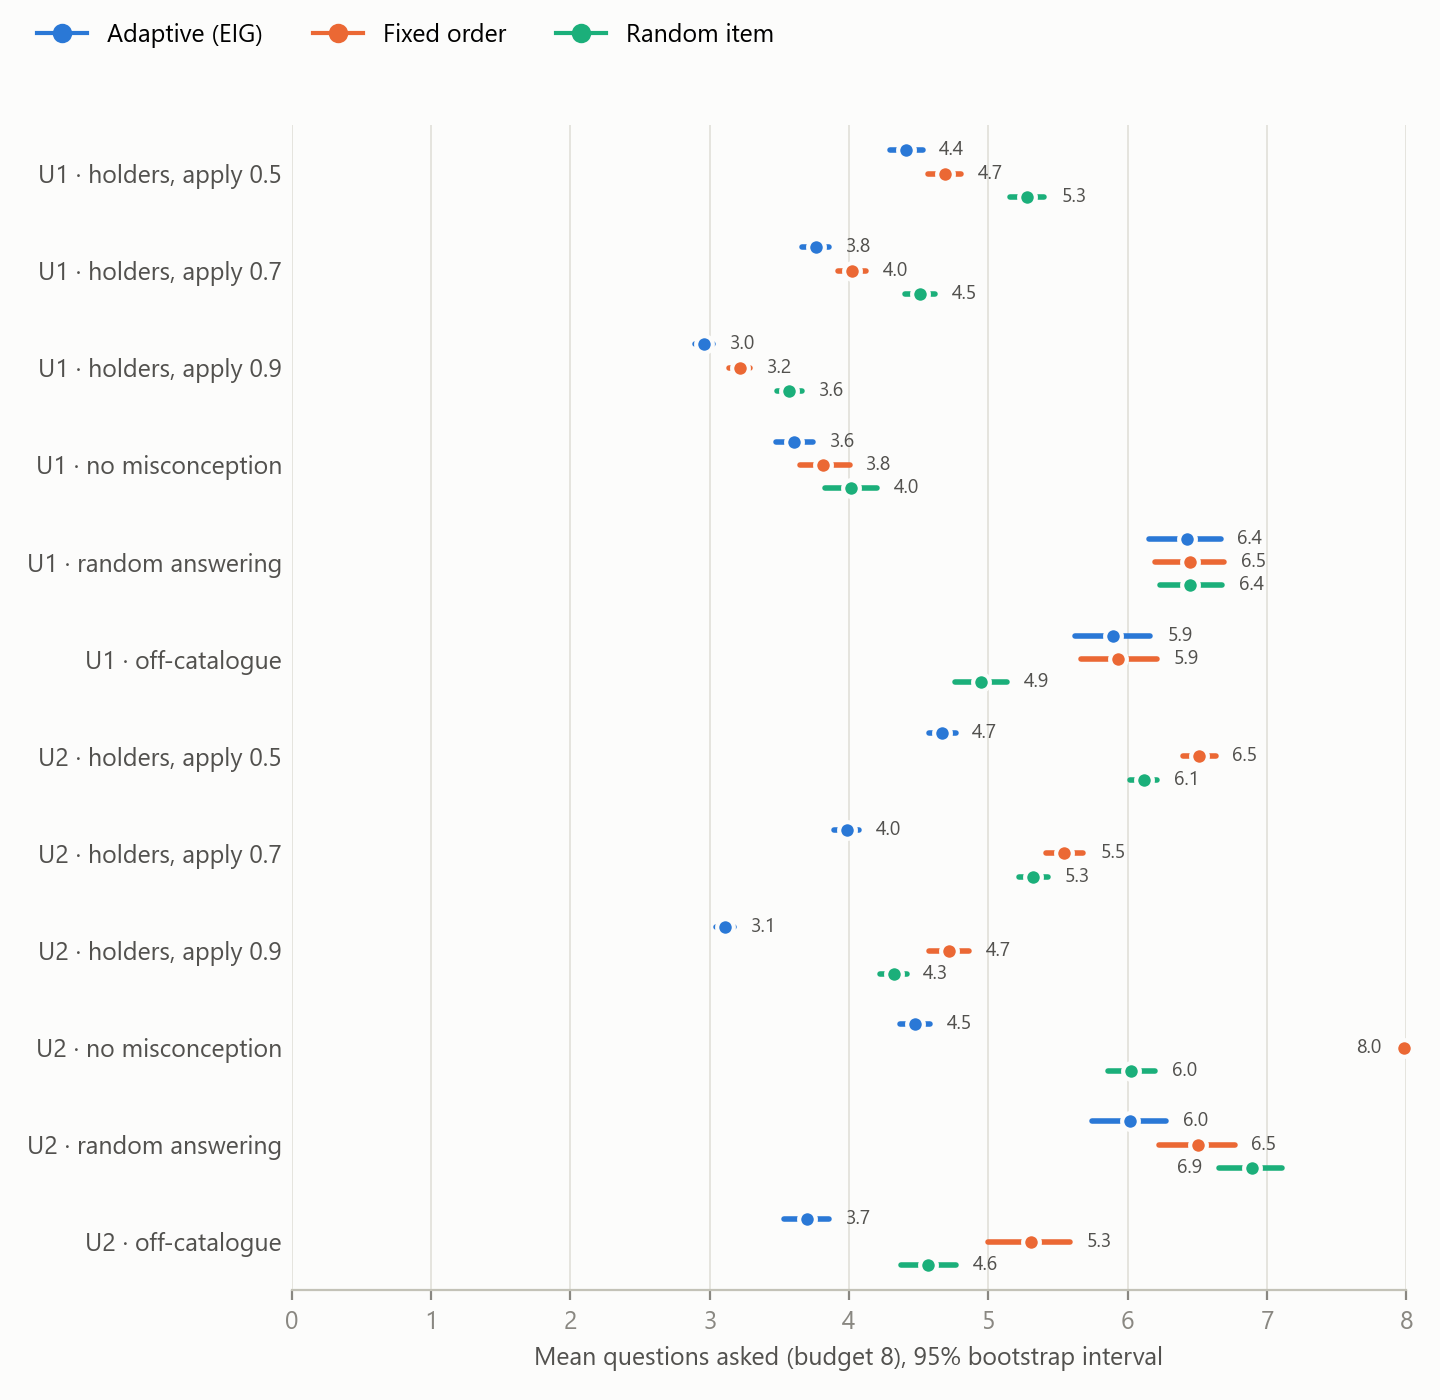 Adaptive (EIG) Fixed order Random item
U1 · holders, apply 0.5
4.4
4.7
5.3
U1 · holders, apply 0.7
3.8
4.0
4.5
U1 · holders, apply 0.9
3.0
3.2
3.6
U1 · no misconception
3.6
3.8
4.0
U1 · random answering
6.4
6.5
6.4
U1 · off-catalogue
5.9
5.9
4.9
U2 · holders, apply 0.5
4.7
6.5
6.1
U2 · holders, apply 0.7
4.0
5.5
5.3
U2 · holders, apply 0.9
3.1
4.7
4.3
U2 · no misconception
4.5
8.0
6.0
U2 · random answering
6.0
6.5
6.9
U2 · off-catalogue
3.7
5.3
4.6
0 1 2 3 4 5 6 7 8
Mean questions asked (budget 8), 95% bootstrap interval